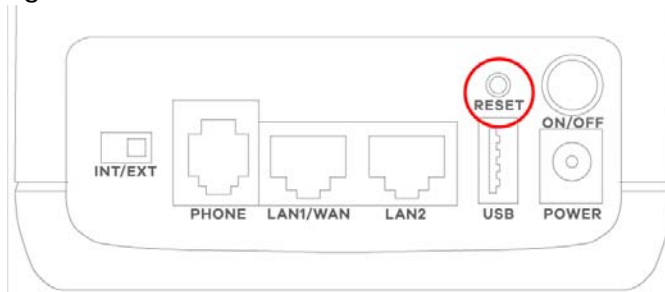 RESET
ON/OFF
INT/EXT
PHONE LAN1/WAN LAN2 USB POWER